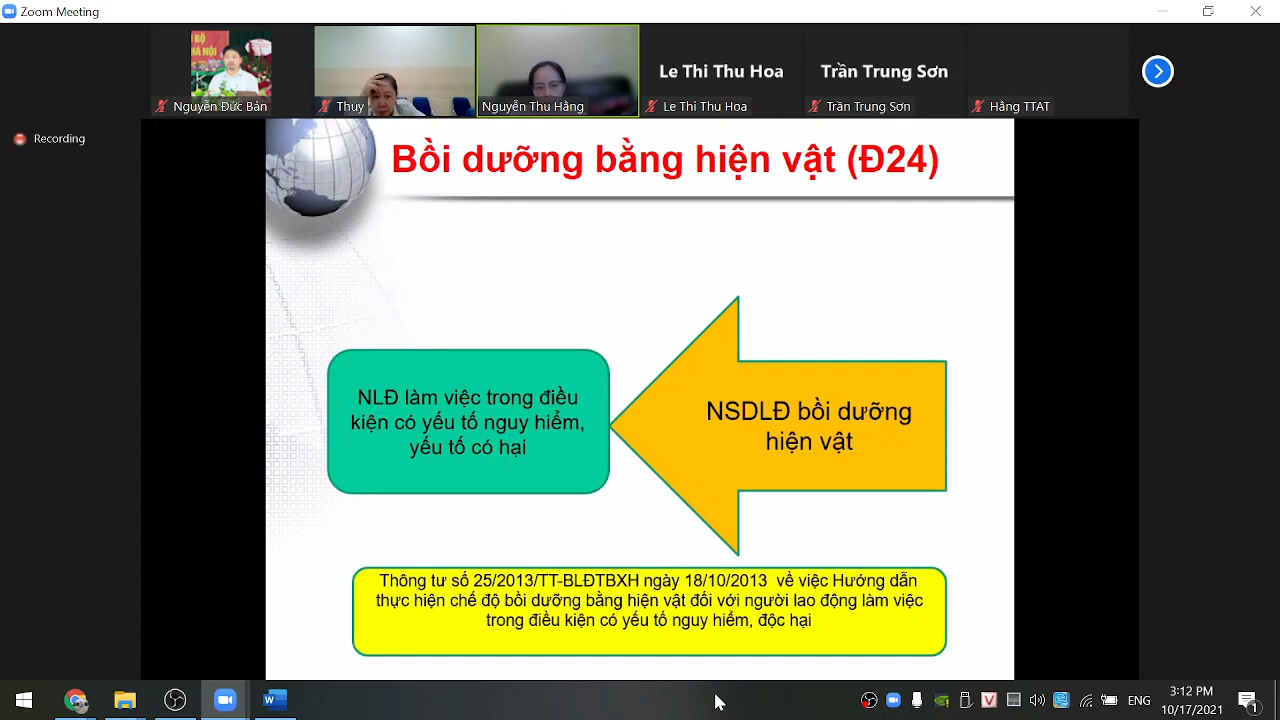 Zoom Meeting
BỘ
HÀ NỘI
Nguyễn Đức Bản
Thuy
Nguyễn Thu Hằng
Le Thi Thu Hoa
Le Thi Thu Hoa
Trần Trung Sơn
Trần Trung Sơn
Hằng TTAT
Recording
Bồi dưỡng bằng hiện vật (Đ24)
NLĐ làm việc trong điều
kiện có yếu tố nguy hiểm,
yếu tố có hại
NSDLĐ bồi dưỡng
hiện vật
Thông tư số 25/2013/TT-BLĐTBXH ngày 18/10/2013 về việc Hướng dẫn
thực hiện chế độ bồi dưỡng bằng hiện vật đối với người lao động làm việc
trong điều kiện có yếu tố nguy hiểm, độc hại
ENG
3:12 PM
10/17/2021
1